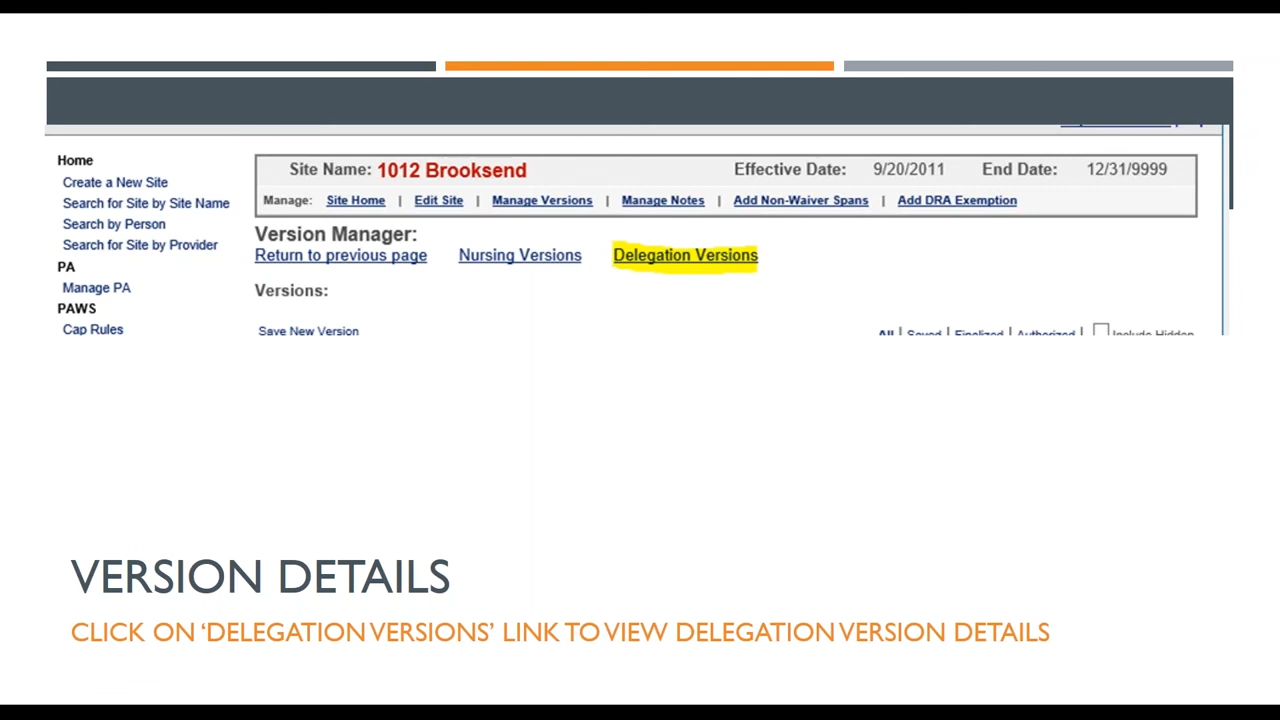 Home
Create a New Site
Search for Site by Site Name
Search by Person
Search for Site by Provider
PA
Manage PA
PAWS
Cap Rules
Site Name: 1012 Brooksend Effective Date: 9/20/2011 End Date: 12/31/9999
Manage: Site Home | Edit Site | Manage Versions | Manage Notes | Add Non-Waiver Spans | Add DRA Exemption
Version Manager:
Return to previous page Nursing Versions Delegation Versions
Versions:
Save New Version All | Saved | Finalized | Authorized | Include Hidden
VERSION DETAILS
CLICK ON ‘DELEGATION VERSIONS’ LINK TO VIEW DELEGATION VERSION DETAILS